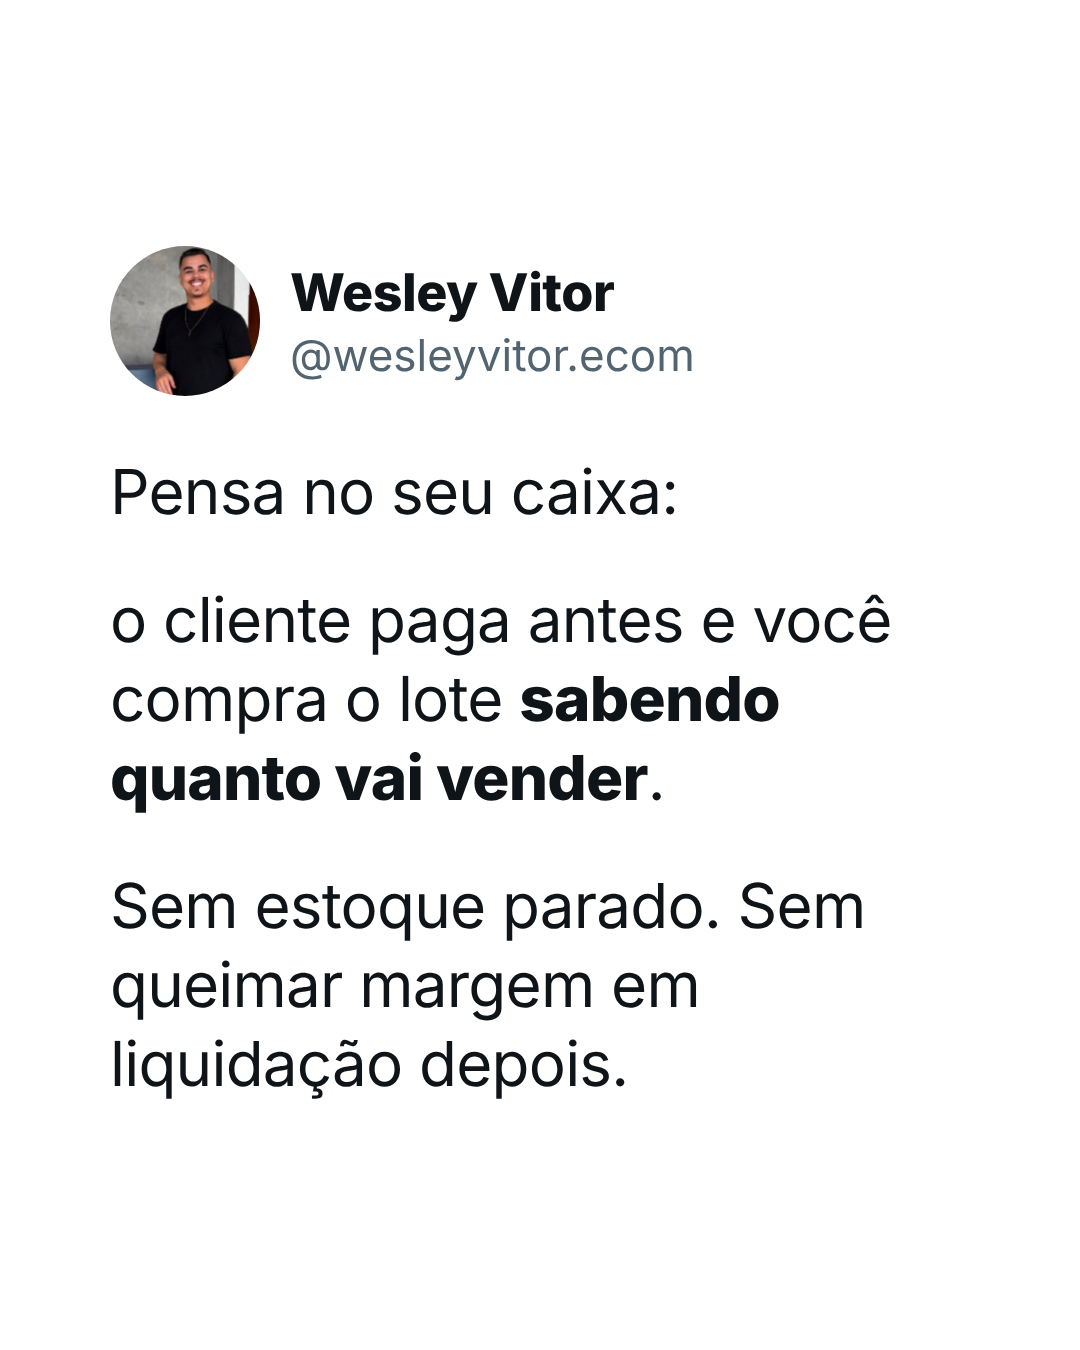 Wesley Vitor
@wesleyvitor.ecom
Pensa no seu caixa:
o cliente paga antes e você
compra o lote sabendo
quanto vai vender.
Sem estoque parado. Sem
queimar margem em
liquidação depois.